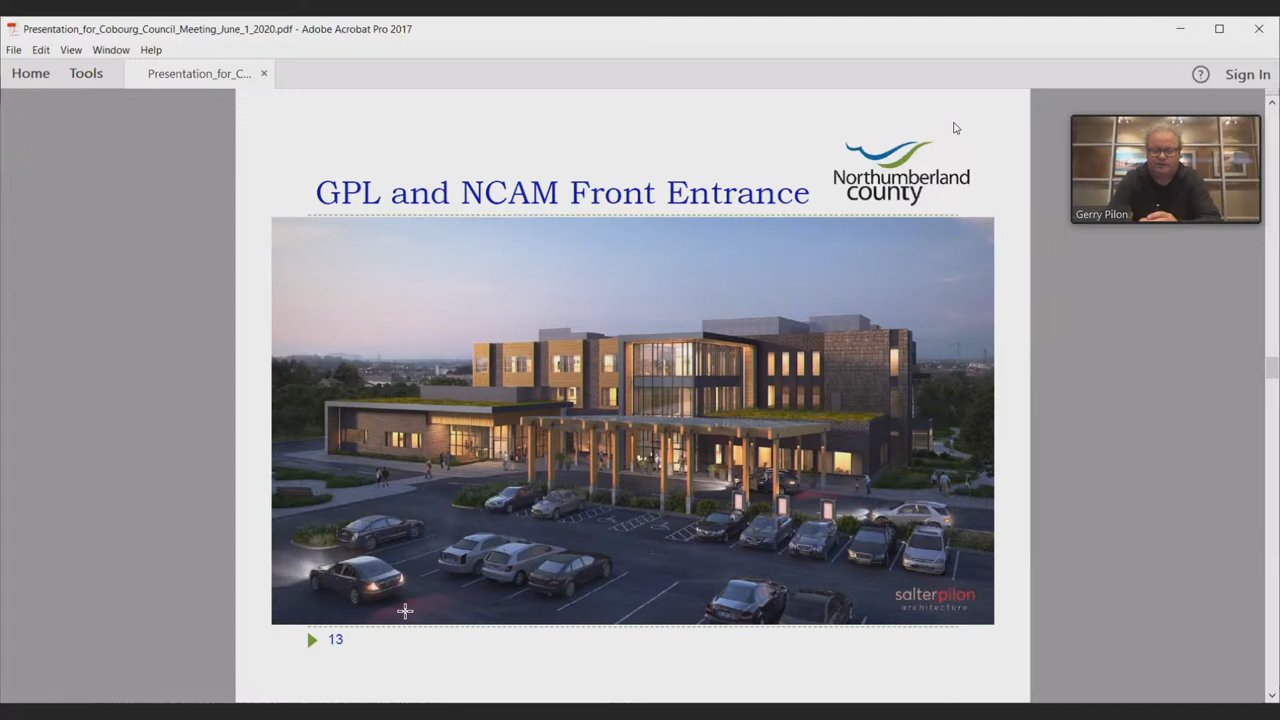 Presentation_for_Cobourg_Council_Meeting_June_1_2020.pdf - Adobe Acrobat Pro 2017
File Edit View Window Help
Home Tools Presentation_for_C... × ? Sign In
GPL and NCAM Front Entrance
Northumberland
county
Gerry Pilon
salterpilon
architecture
13